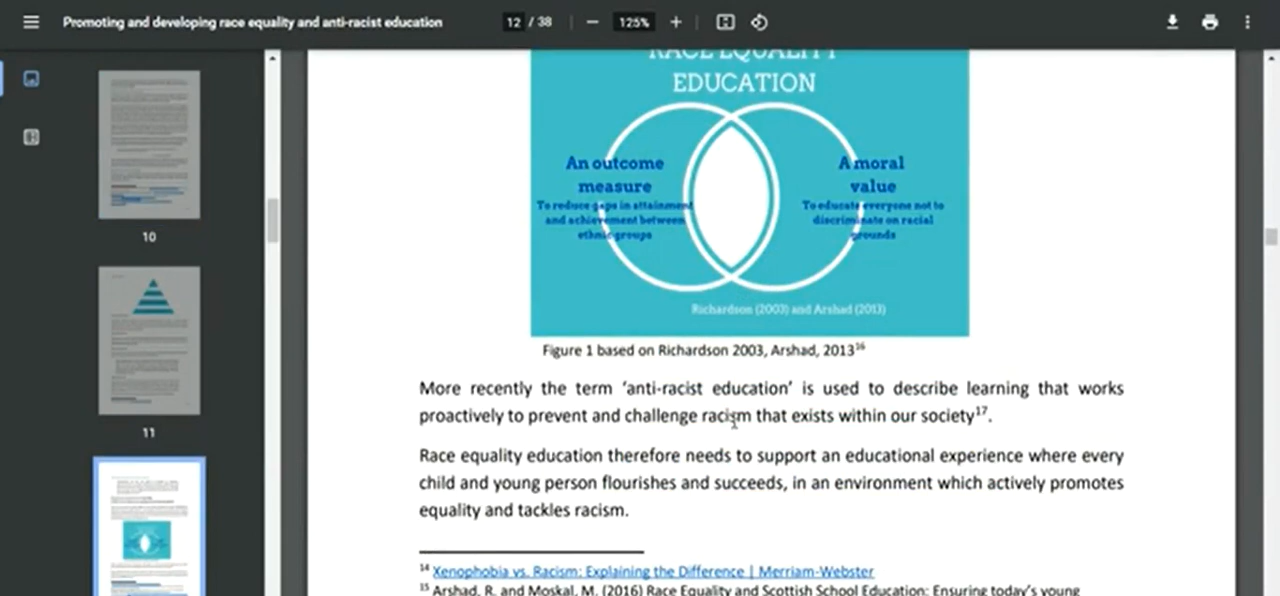 Promoting and developing race equality and anti-racist education
12 / 38
125%
10
11
RACE EQUALITY
EDUCATION
An outcome
measure
To reduce gaps in attainment
and achievement between
ethnic groups
A moral
value
To educate everyone not to
discriminate on racial
grounds
Richardson (2003) and Arshad (2013)
Figure 1 based on Richardson 2003, Arshad, 2013¹⁶
More recently the term ‘anti-racist education’ is used to describe learning that works
proactively to prevent and challenge racism that exists within our society¹⁷.
Race equality education therefore needs to support an educational experience where every
child and young person flourishes and succeeds, in an environment which actively promotes
equality and tackles racism.
¹⁴ Xenophobia vs. Racism: Explaining the Difference | Merriam-Webster
¹⁵ Arshad, R. and Moskal, M. (2016) Race Equality and Scottish School Education: Ensuring today's young